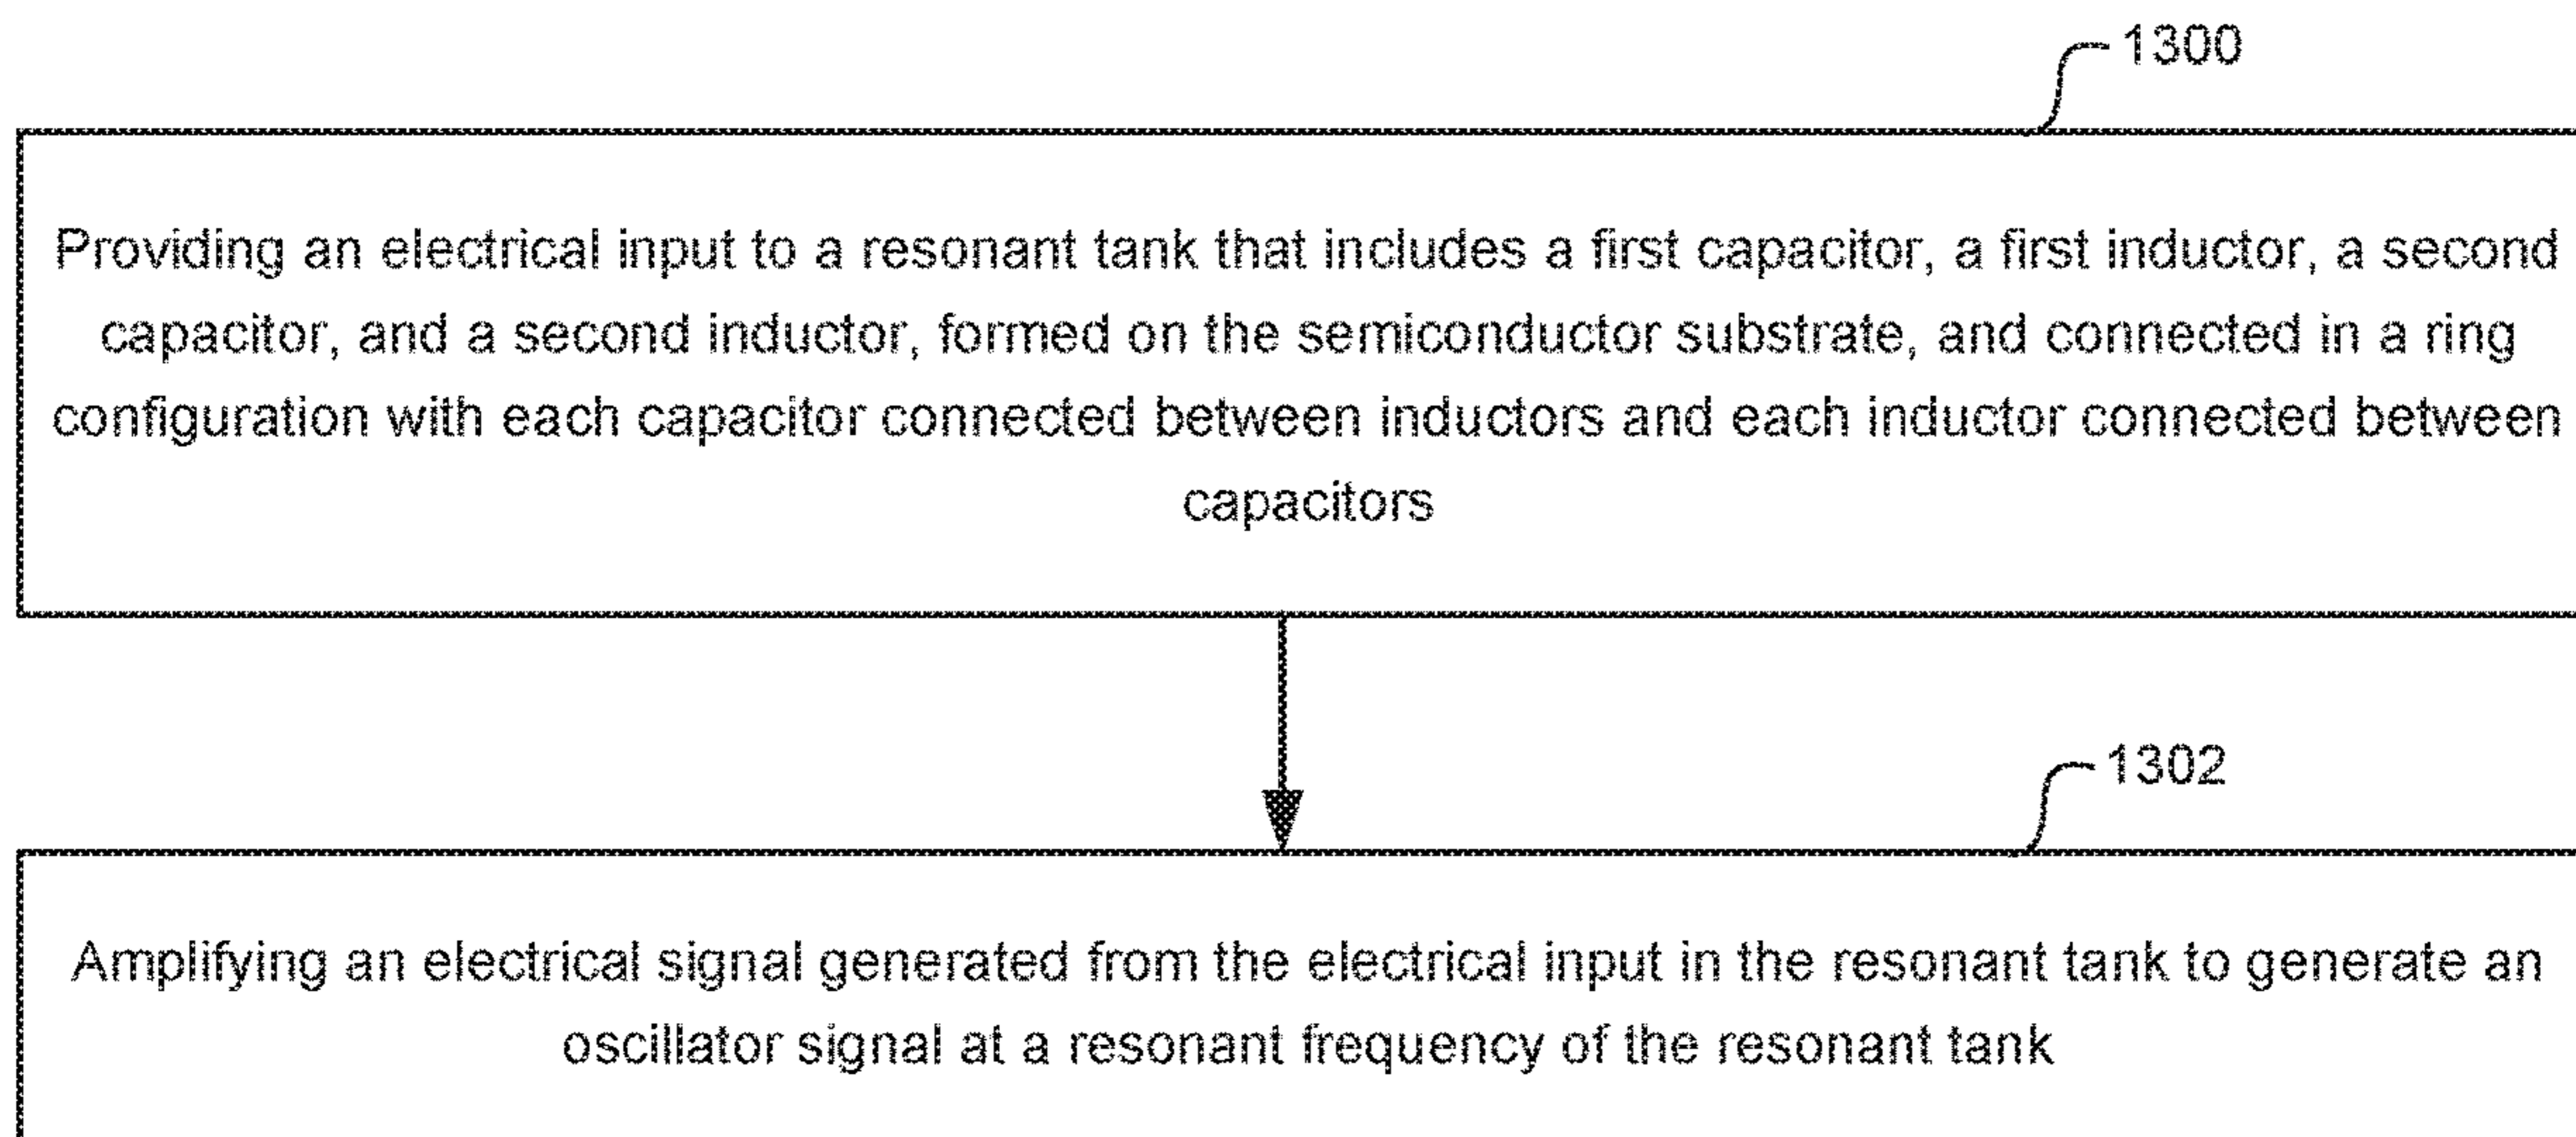 1300
Providing an electrical input to a resonant tank that includes a first capacitor, a first inductor, a second
capacitor, and a second inductor, formed on the semiconductor substrate, and connected in a ring
configuration with each capacitor connected between inductors and each inductor connected between
capacitors
1302
Amplifying an electrical signal generated from the electrical input in the resonant tank to generate an
oscillator signal at a resonant frequency of the resonant tank